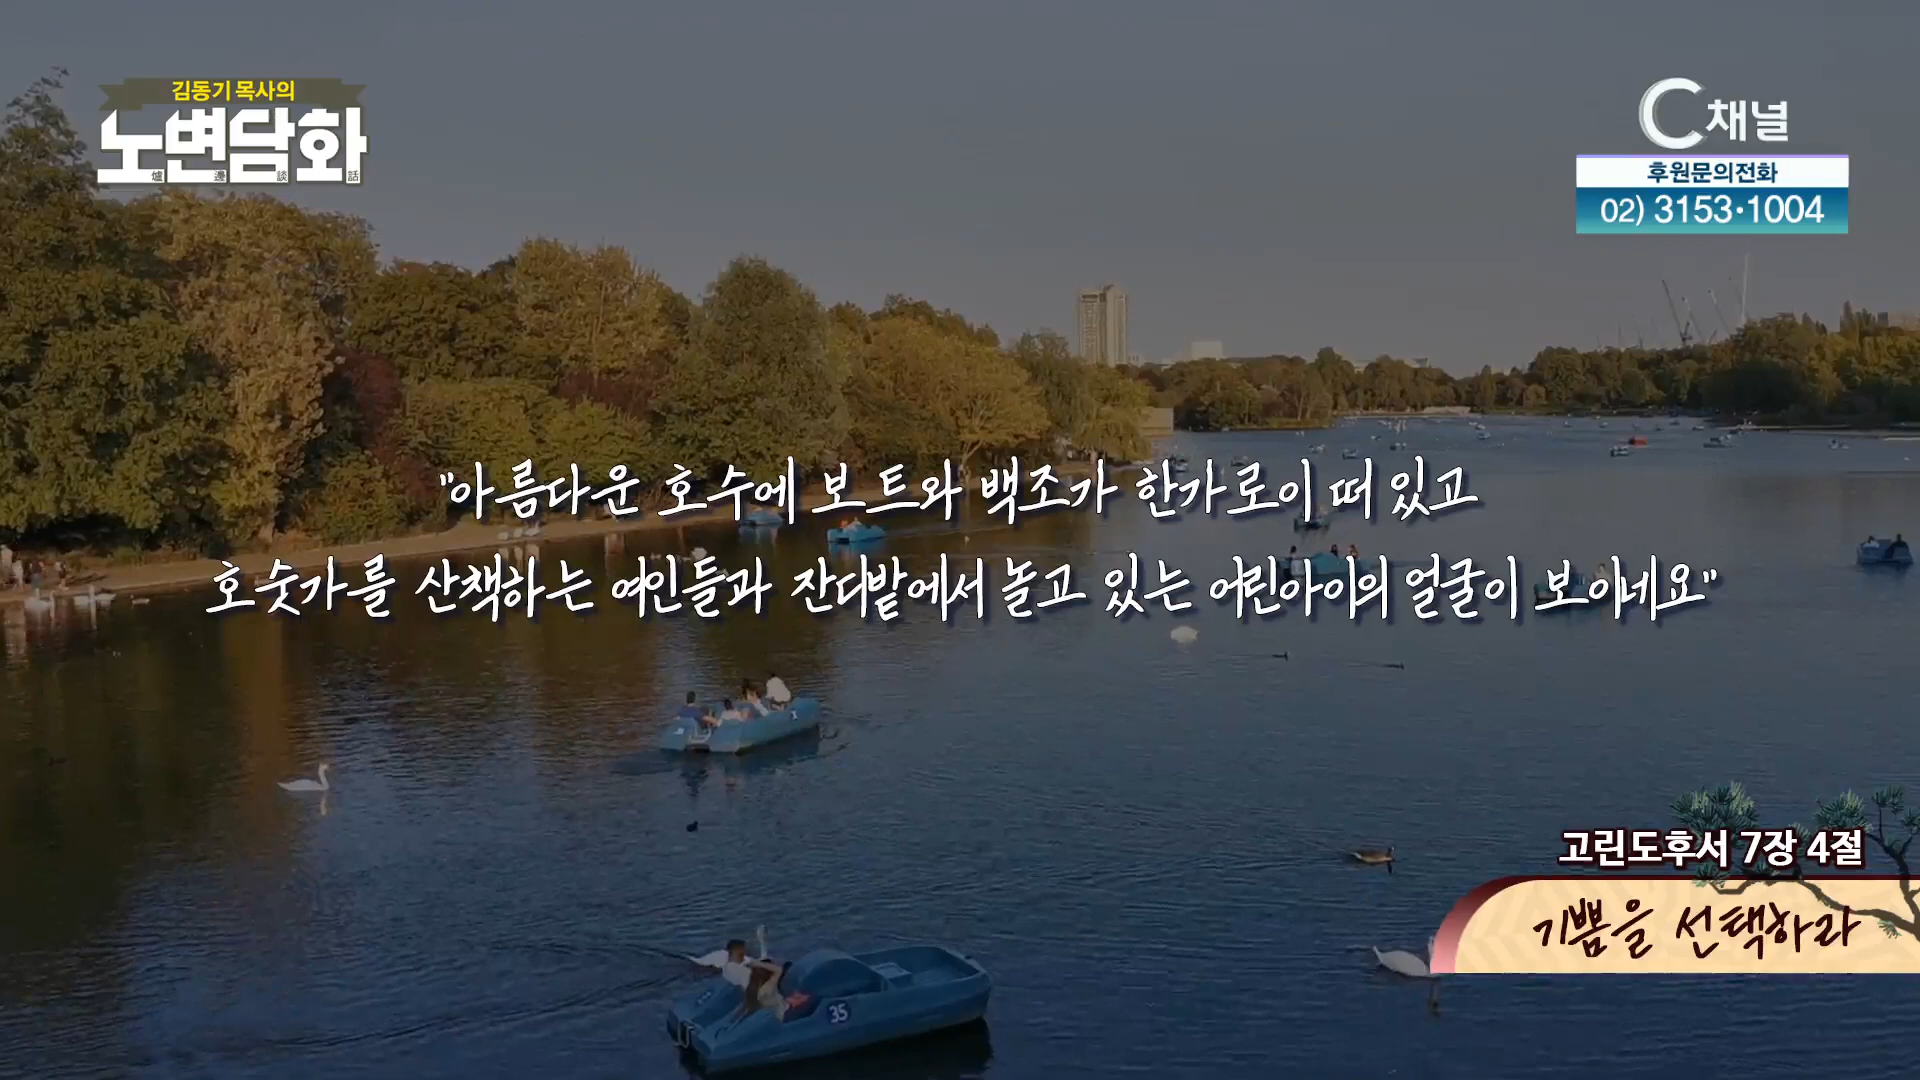 김동기 목사의
노변담화
爐邊談話
C채널
후원문의전화
02) 3153·1004
"아름다운 호수에 보트와 백조가 한가로이 떠 있고
호숫가를 산책하는 여인들과 잔디밭에서 놀고 있는 어린아이의 얼굴이 보이네요"
35
고린도후서 7장 4절
기쁨을 선택하라